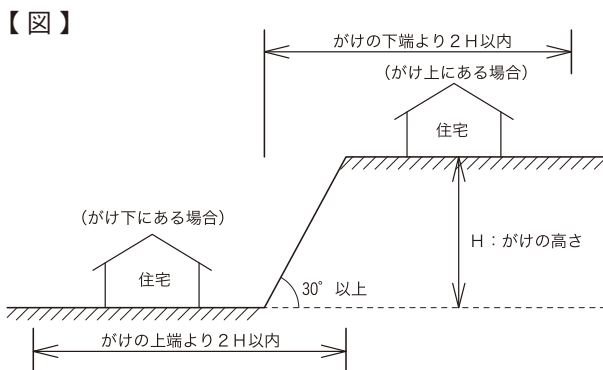 【図】
がけの下端より２Ｈ以内
（がけ上にある場合）
住宅
（がけ下にある場合）
Ｈ：がけの高さ
住宅
30°以上
がけの上端より２Ｈ以内